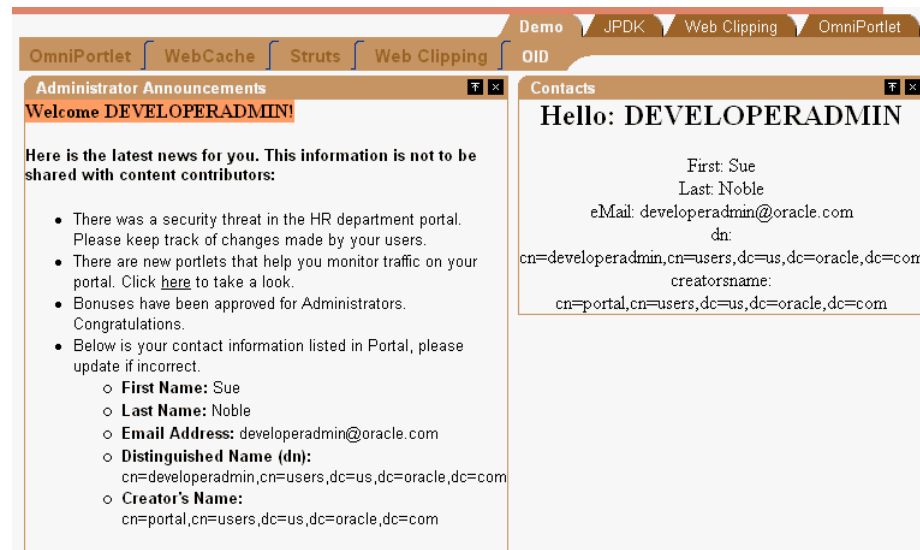 Demo JPDK Web Clipping OmniPortlet
OmniPortlet WebCache Struts Web Clipping OID
Administrator Announcements
Welcome DEVELOPERADMIN!
Here is the latest news for you. This information is not to be
shared with content contributors:
There was a security threat in the HR department portal.
Please keep track of changes made by your users.
There are new portlets that help you monitor traffic on your
portal. Click here to take a look.
Bonuses have been approved for Administrators.
Congratulations.
Below is your contact information listed in Portal, please
update if incorrect.
First Name: Sue
Last Name: Noble
Email Address: developeradmin@oracle.com
Distinguished Name (dn):
cn=developeradmin,cn=users,dc=us,dc=oracle,dc=com
Creator's Name:
cn=portal,cn=users,dc=us,dc=oracle,dc=com
Contacts
Hello: DEVELOPERADMIN
First: Sue
Last: Noble
eMail: developeradmin@oracle.com
dn:
cn=developeradmin,cn=users,dc=us,dc=oracle,dc=com
creatorsname:
cn=portal,cn=users,dc=us,dc=oracle,dc=com